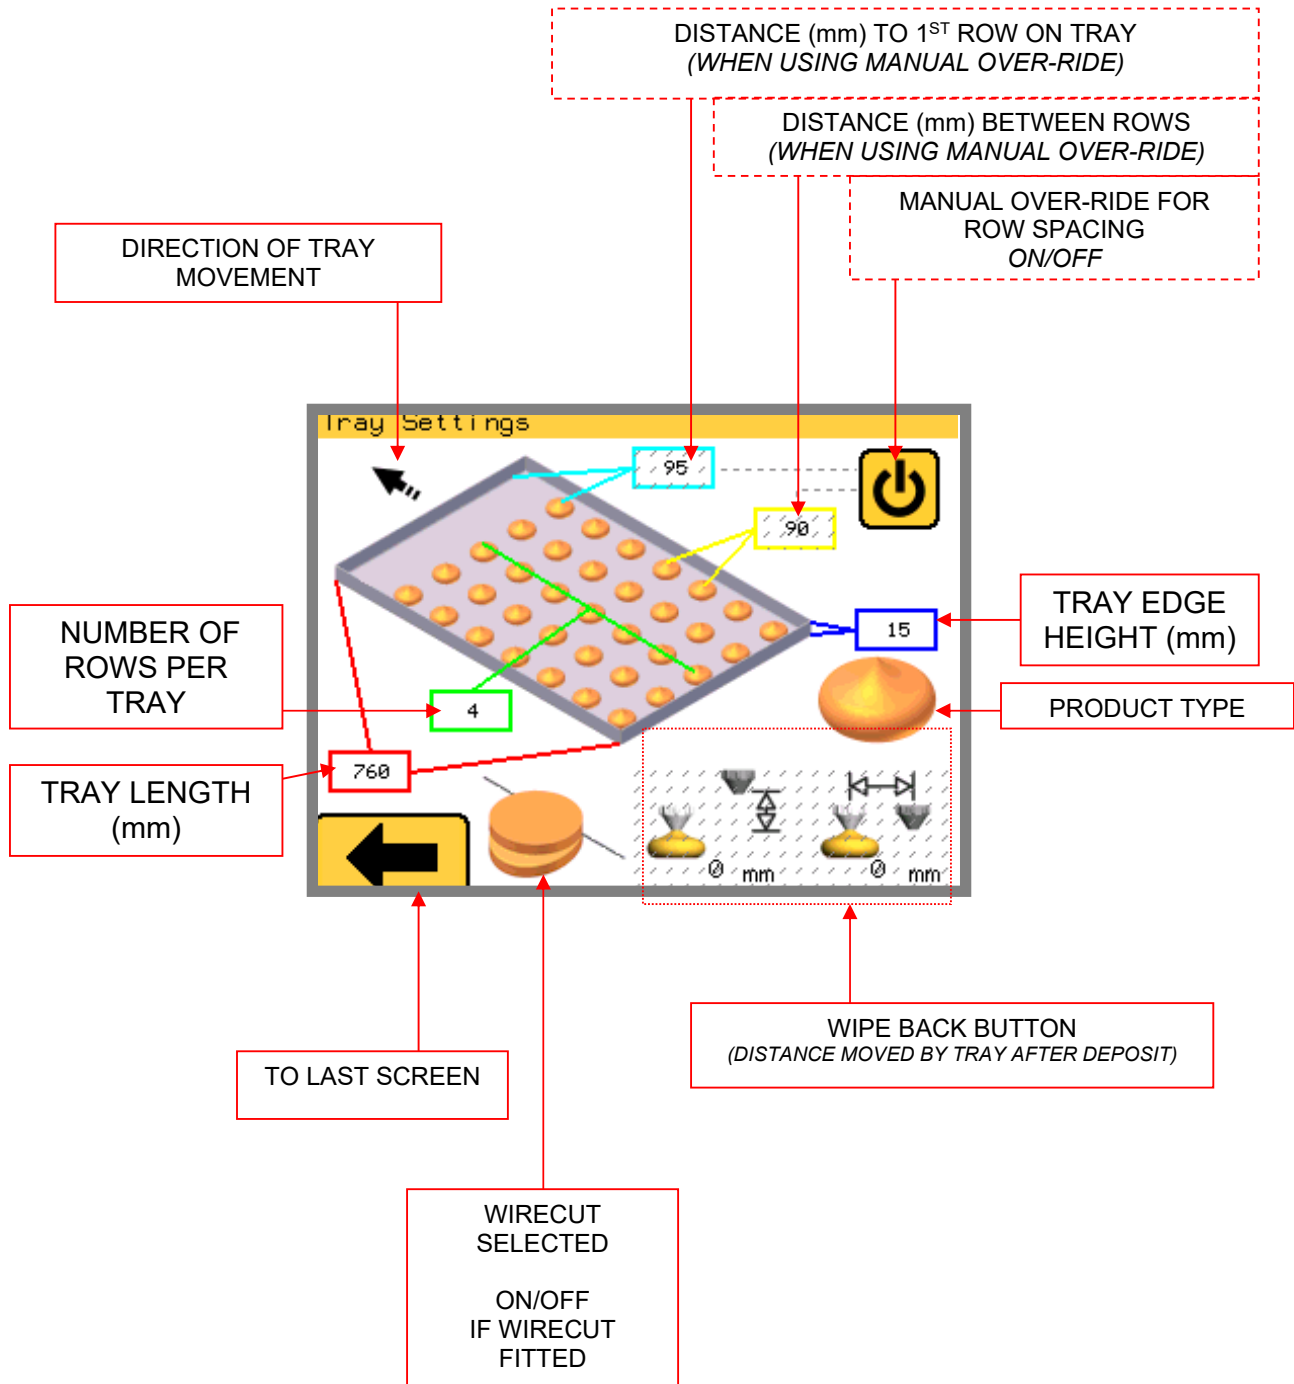 DISTANCE (mm) TO 1ST ROW ON TRAY
(WHEN USING MANUAL OVER-RIDE)
DISTANCE (mm) BETWEEN ROWS
(WHEN USING MANUAL OVER-RIDE)
MANUAL OVER-RIDE FOR
ROW SPACING
ON/OFF
DIRECTION OF TRAY
MOVEMENT
Tray Settings
95
90
15
TRAY EDGE
HEIGHT (mm)
NUMBER OF
ROWS PER
TRAY
4
PRODUCT TYPE
760
TRAY LENGTH
(mm)
0 mm
0 mm
WIPE BACK BUTTON
(DISTANCE MOVED BY TRAY AFTER DEPOSIT)
TO LAST SCREEN
WIRECUT
SELECTED
ON/OFF
IF WIRECUT
FITTED